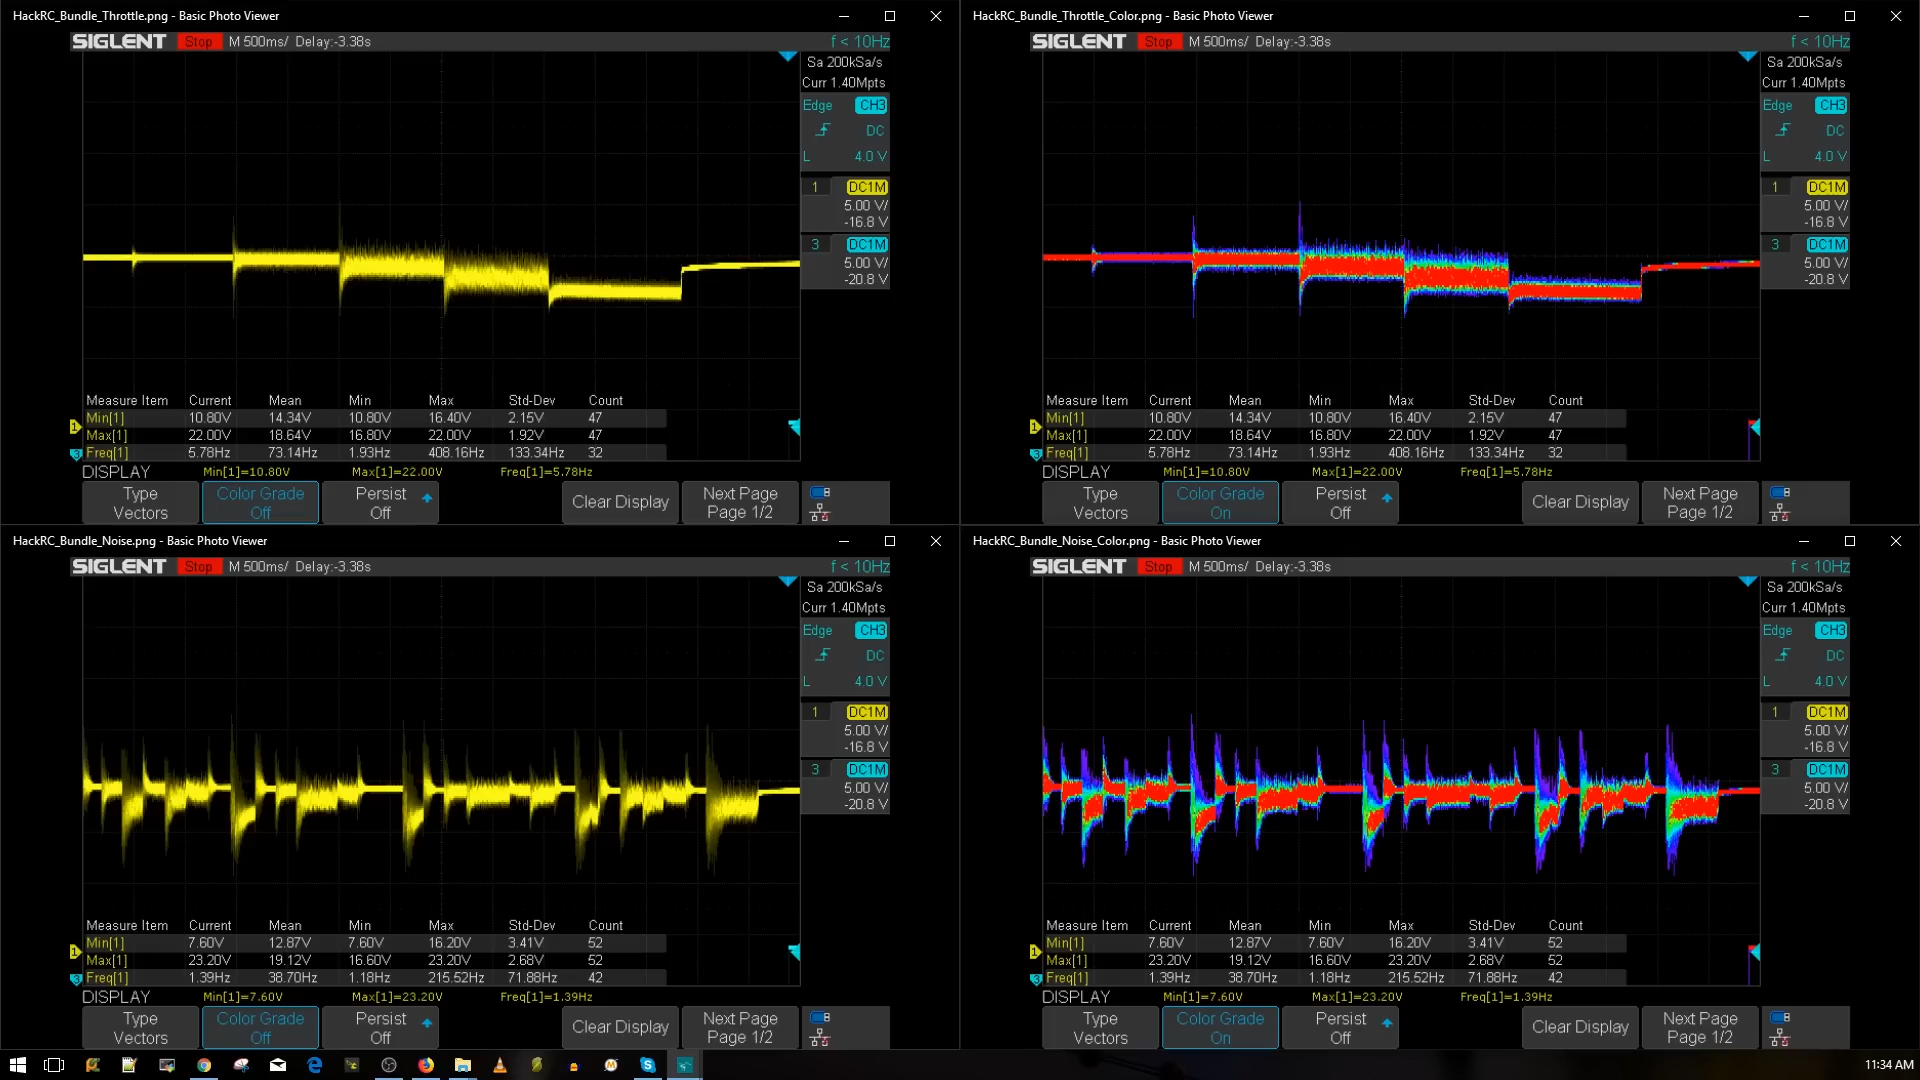 HackRC_Bundle_Throttle.png - Basic Photo Viewer
SIGLENT Stop M 500ms/ Delay:-3.38s f < 10Hz
Sa 200kSa/s
Curr 1.40Mpts
Edge CH3
DC
L 4.0 V
1 DC1M
5.00 V/
-16.8 V
3 DC1M
5.00 V/
-20.8 V
Measure Item Current Mean Min Max Std-Dev Count
1 Min[1] 10.80V 14.34V 10.80V 16.40V 2.15V 47
Max[1] 22.00V 18.64V 16.80V 22.00V 1.92V 47
3 Freq[1] 5.78Hz 73.14Hz 1.93Hz 408.16Hz 133.34Hz 32
DISPLAY Min[1]=10.80V Max[1]=22.00V Freq[1]=5.78Hz
Type Color Grade Persist Clear Display Next Page
Vectors Off Off Page 1/2
HackRC_Bundle_Throttle_Color.png - Basic Photo Viewer
SIGLENT Stop M 500ms/ Delay:-3.38s f < 10Hz
Sa 200kSa/s
Curr 1.40Mpts
Edge CH3
DC
L 4.0 V
1 DC1M
5.00 V/
-16.8 V
3 DC1M
5.00 V/
-20.8 V
Measure Item Current Mean Min Max Std-Dev Count
1 Min[1] 10.80V 14.34V 10.80V 16.40V 2.15V 47
Max[1] 22.00V 18.64V 16.80V 22.00V 1.92V 47
3 Freq[1] 5.78Hz 73.14Hz 1.93Hz 408.16Hz 133.34Hz 32
DISPLAY Min[1]=10.80V Max[1]=22.00V Freq[1]=5.78Hz
Type Color Grade Persist Clear Display Next Page
Vectors On Off Page 1/2
HackRC_Bundle_Noise.png - Basic Photo Viewer
SIGLENT Stop M 500ms/ Delay:-3.38s f < 10Hz
Sa 200kSa/s
Curr 1.40Mpts
Edge CH3
DC
L 4.0 V
1 DC1M
5.00 V/
-16.8 V
3 DC1M
5.00 V/
-20.8 V
Measure Item Current Mean Min Max Std-Dev Count
1 Min[1] 7.60V 12.87V 7.60V 16.20V 3.41V 52
Max[1] 23.20V 19.12V 16.60V 23.20V 2.68V 52
3 Freq[1] 1.39Hz 38.70Hz 1.18Hz 215.52Hz 71.88Hz 42
DISPLAY Min[1]=7.60V Max[1]=23.20V Freq[1]=1.39Hz
Type Color Grade Persist Clear Display Next Page
Vectors Off Off Page 1/2
HackRC_Bundle_Noise_Color.png - Basic Photo Viewer
SIGLENT Stop M 500ms/ Delay:-3.38s f < 10Hz
Sa 200kSa/s
Curr 1.40Mpts
Edge CH3
DC
L 4.0 V
1 DC1M
5.00 V/
-16.8 V
3 DC1M
5.00 V/
-20.8 V
Measure Item Current Mean Min Max Std-Dev Count
1 Min[1] 7.60V 12.87V 7.60V 16.20V 3.41V 52
Max[1] 23.20V 19.12V 16.60V 23.20V 2.68V 52
3 Freq[1] 1.39Hz 38.70Hz 1.18Hz 215.52Hz 71.88Hz 42
DISPLAY Min[1]=7.60V Max[1]=23.20V Freq[1]=1.39Hz
Type Color Grade Persist Clear Display Next Page
Vectors On Off Page 1/2
11:34 AM